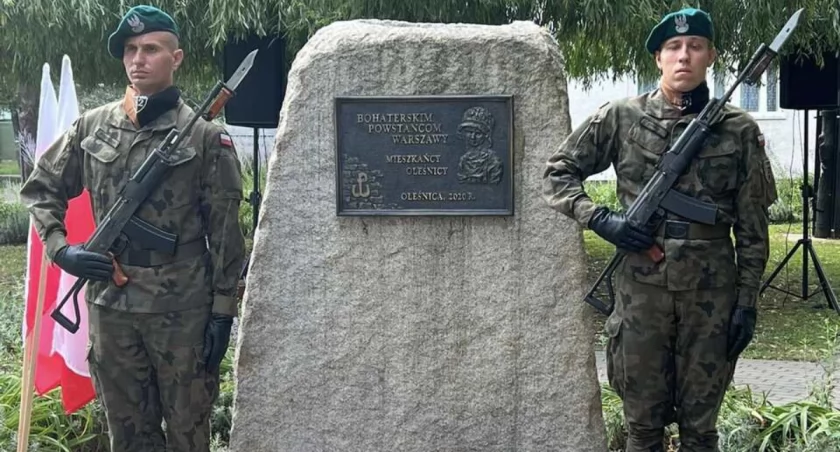 BOHATERSKIM
POWSTAŃCOM
WARSZAWY
MIESZKAŃCY
OLEŚNICY
OLEŚNICA, 2020 r.